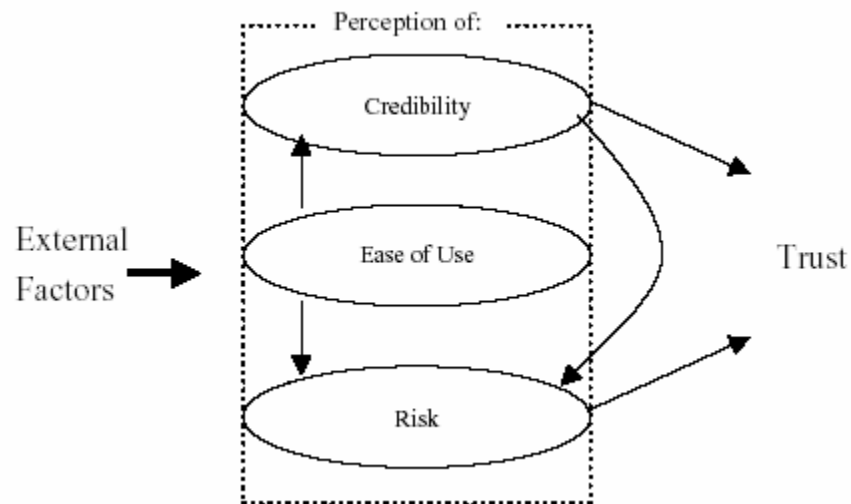 Perception of:
Credibility
External
Factors
Ease of Use
Trust
Risk